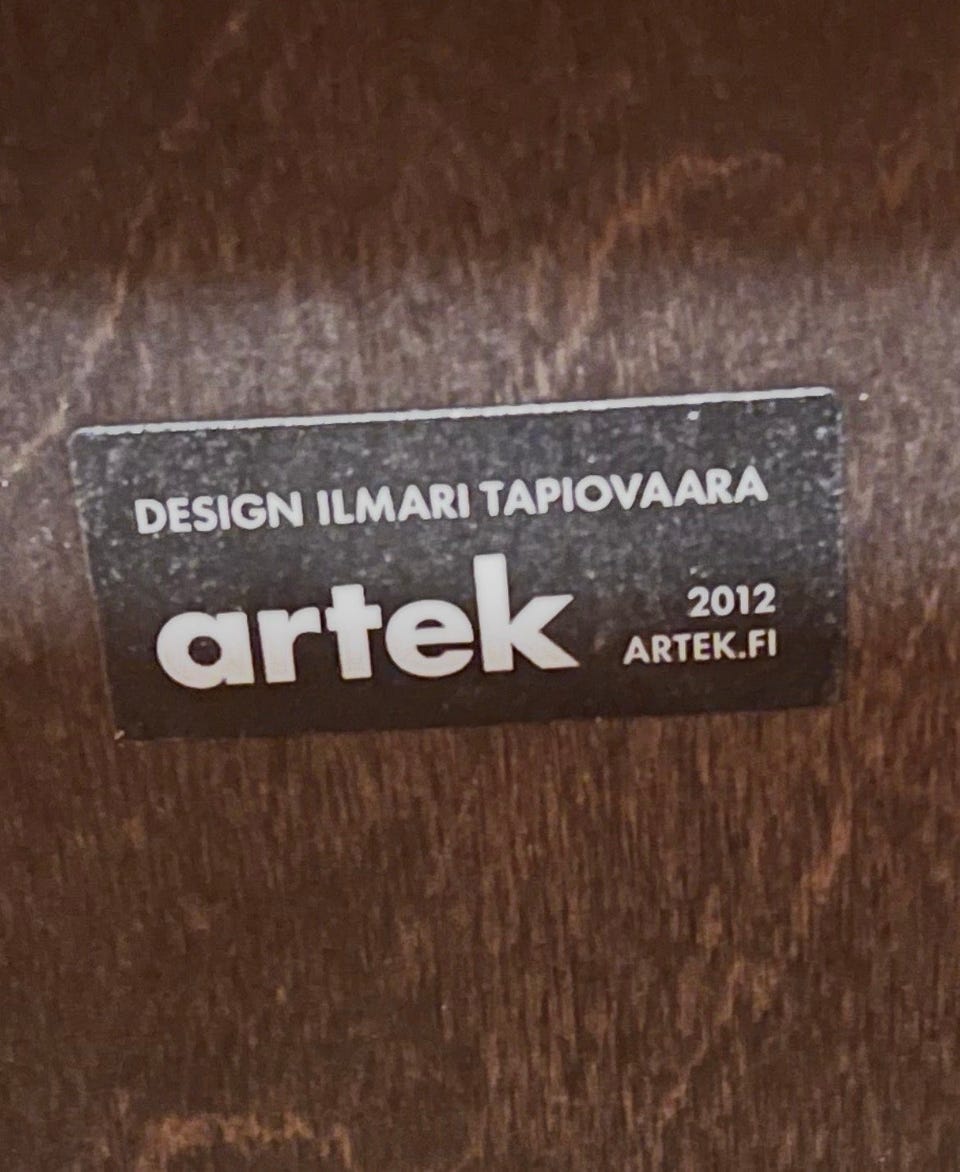 DESIGN ILMARI TAPIOVAARA
artek
2012
ARTEK.FI